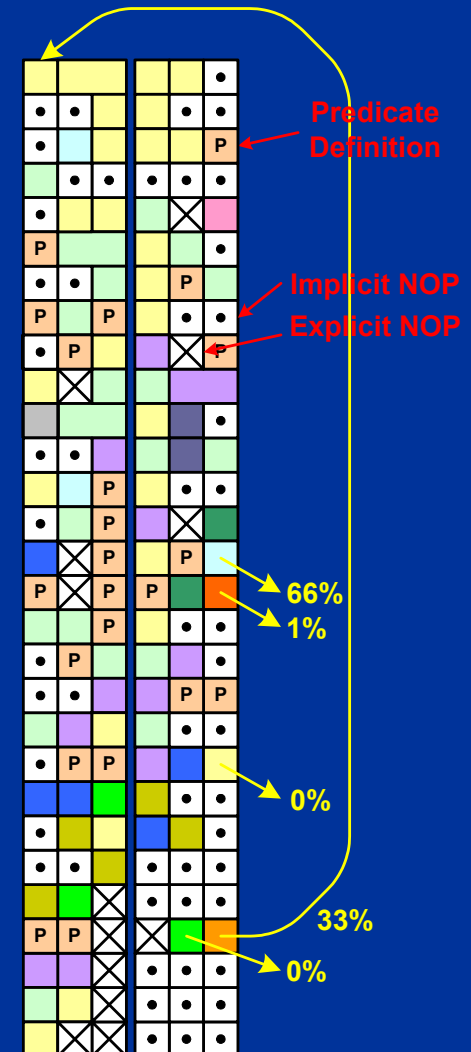 Predicate
Definition
P
P
P
Implicit NOP
P P
Explicit NOP
P P
P
P
P P
P P P
66%
P
1%
P
P P
P P
0%
33%
P P
0%